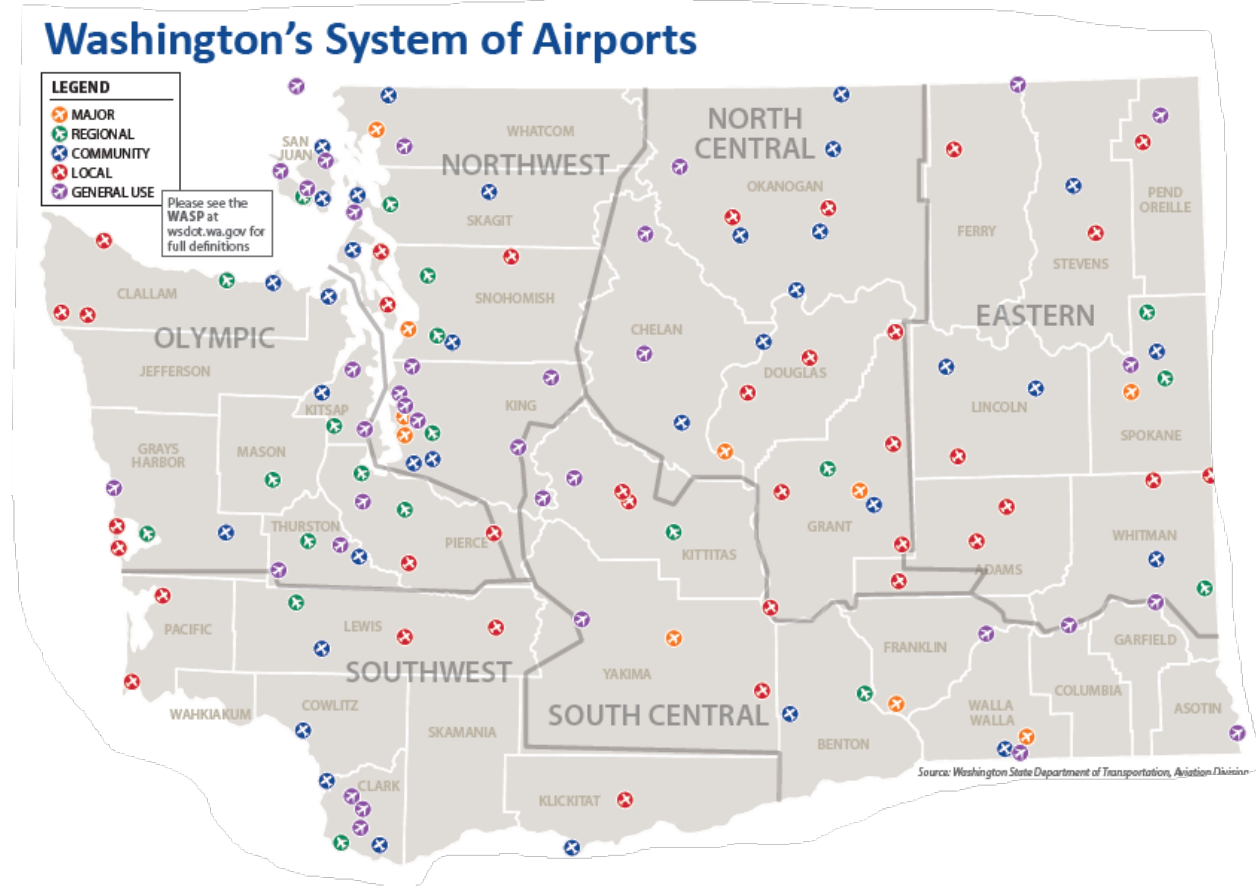 Washington's System of Airports
LEGEND
MAJOR
REGIONAL
COMMUNITY
LOCAL
GENERAL USE
Please see the
WASP at
wsdot.wa.gov for
full definitions
SAN
JUAN
WHATCOM
NORTHWEST
SKAGIT
SNOHOMISH
NORTH
CENTRAL
OKANOGAN
FERRY
STEVENS
PEND
OREILLE
EASTERN
CLALLAM
OLYMPIC
JEFFERSON
KITSAP
KING
CHELAN
DOUGLAS
LINCOLN
SPOKANE
GRAYS
HARBOR
MASON
THURSTON
PIERCE
KITTITAS
GRANT
ADAMS
WHITMAN
PACIFIC
LEWIS
SOUTHWEST
WAHKIAKUM
COWLITZ
SKAMANIA
CLARK
YAKIMA
SOUTH CENTRAL
KLICKITAT
BENTON
FRANKLIN
WALLA
WALLA
COLUMBIA
GARFIELD
ASOTIN
Source: Washington State Department of Transportation, Aviation Division